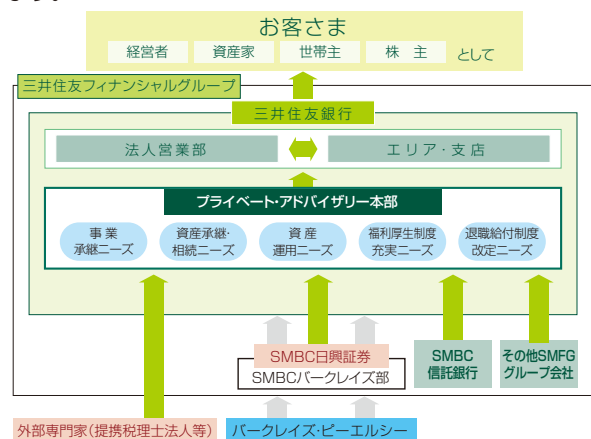 お客さま
経営者 資産家 世帯主 株 主 として
三井住友フィナンシャルグループ
三井住友銀行
法人営業部 エリア・支店
プライベート・アドバイザリー本部
事 業 資産承継・ 資 産 福利厚生制度 退職給付制度
承継ニーズ 相続ニーズ 運用ニーズ 充実ニーズ 改定ニーズ
SMBC日興証券 SMBC その他SMFG
SMBCバークレイズ部 信託銀行 グループ会社
外部専門家(提携税理士法人等) バークレイズ・ピーエルシー